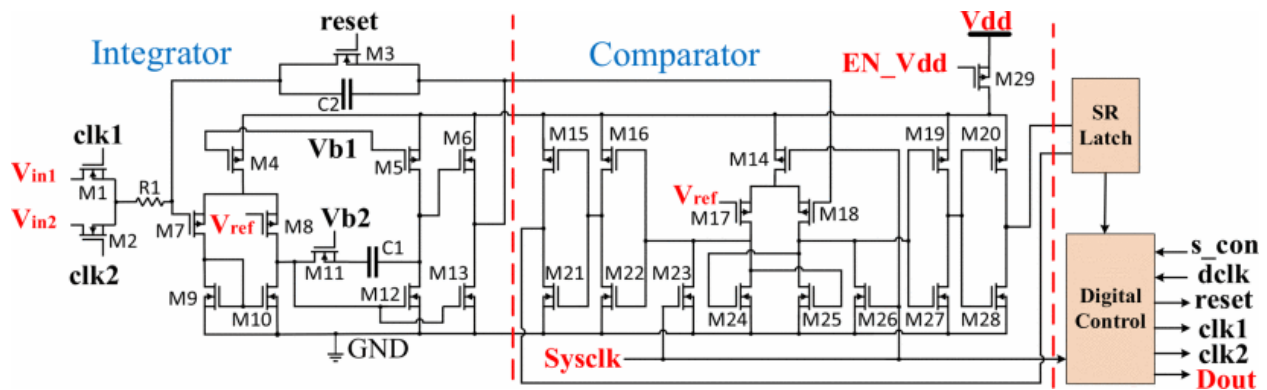 reset
Vdd
Integrator
M3
Comparator
EN_Vdd
M29
C2
SR
Latch
clk1
M4
Vb1
M5
M6
M15
M16
M14
M19
M20
Vin1
M1
R1
Vin2
M2
M7
Vref
M8
Vb2
Vref
M17
M18
clk2
M11
C1
M9
M10
M12
M13
M21
M22
M23
M24
M25
M26
M27
M28
Digital
Control
s_con
dclk
reset
clk1
clk2
Dout
GND
Sysclk